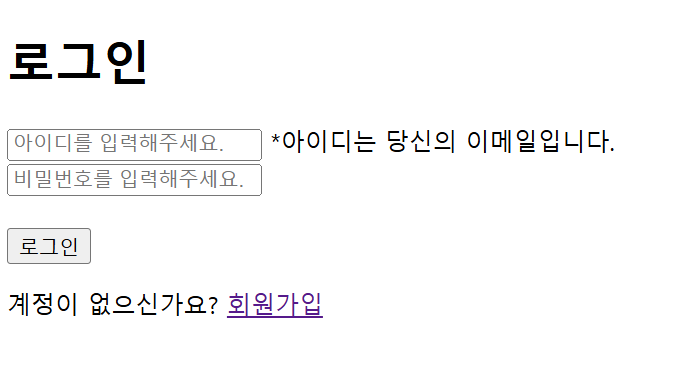 로그인
아이디를 입력해주세요. *아이디는 당신의 이메일입니다.
비밀번호를 입력해주세요.
로그인
계정이 없으신가요? 회원가입